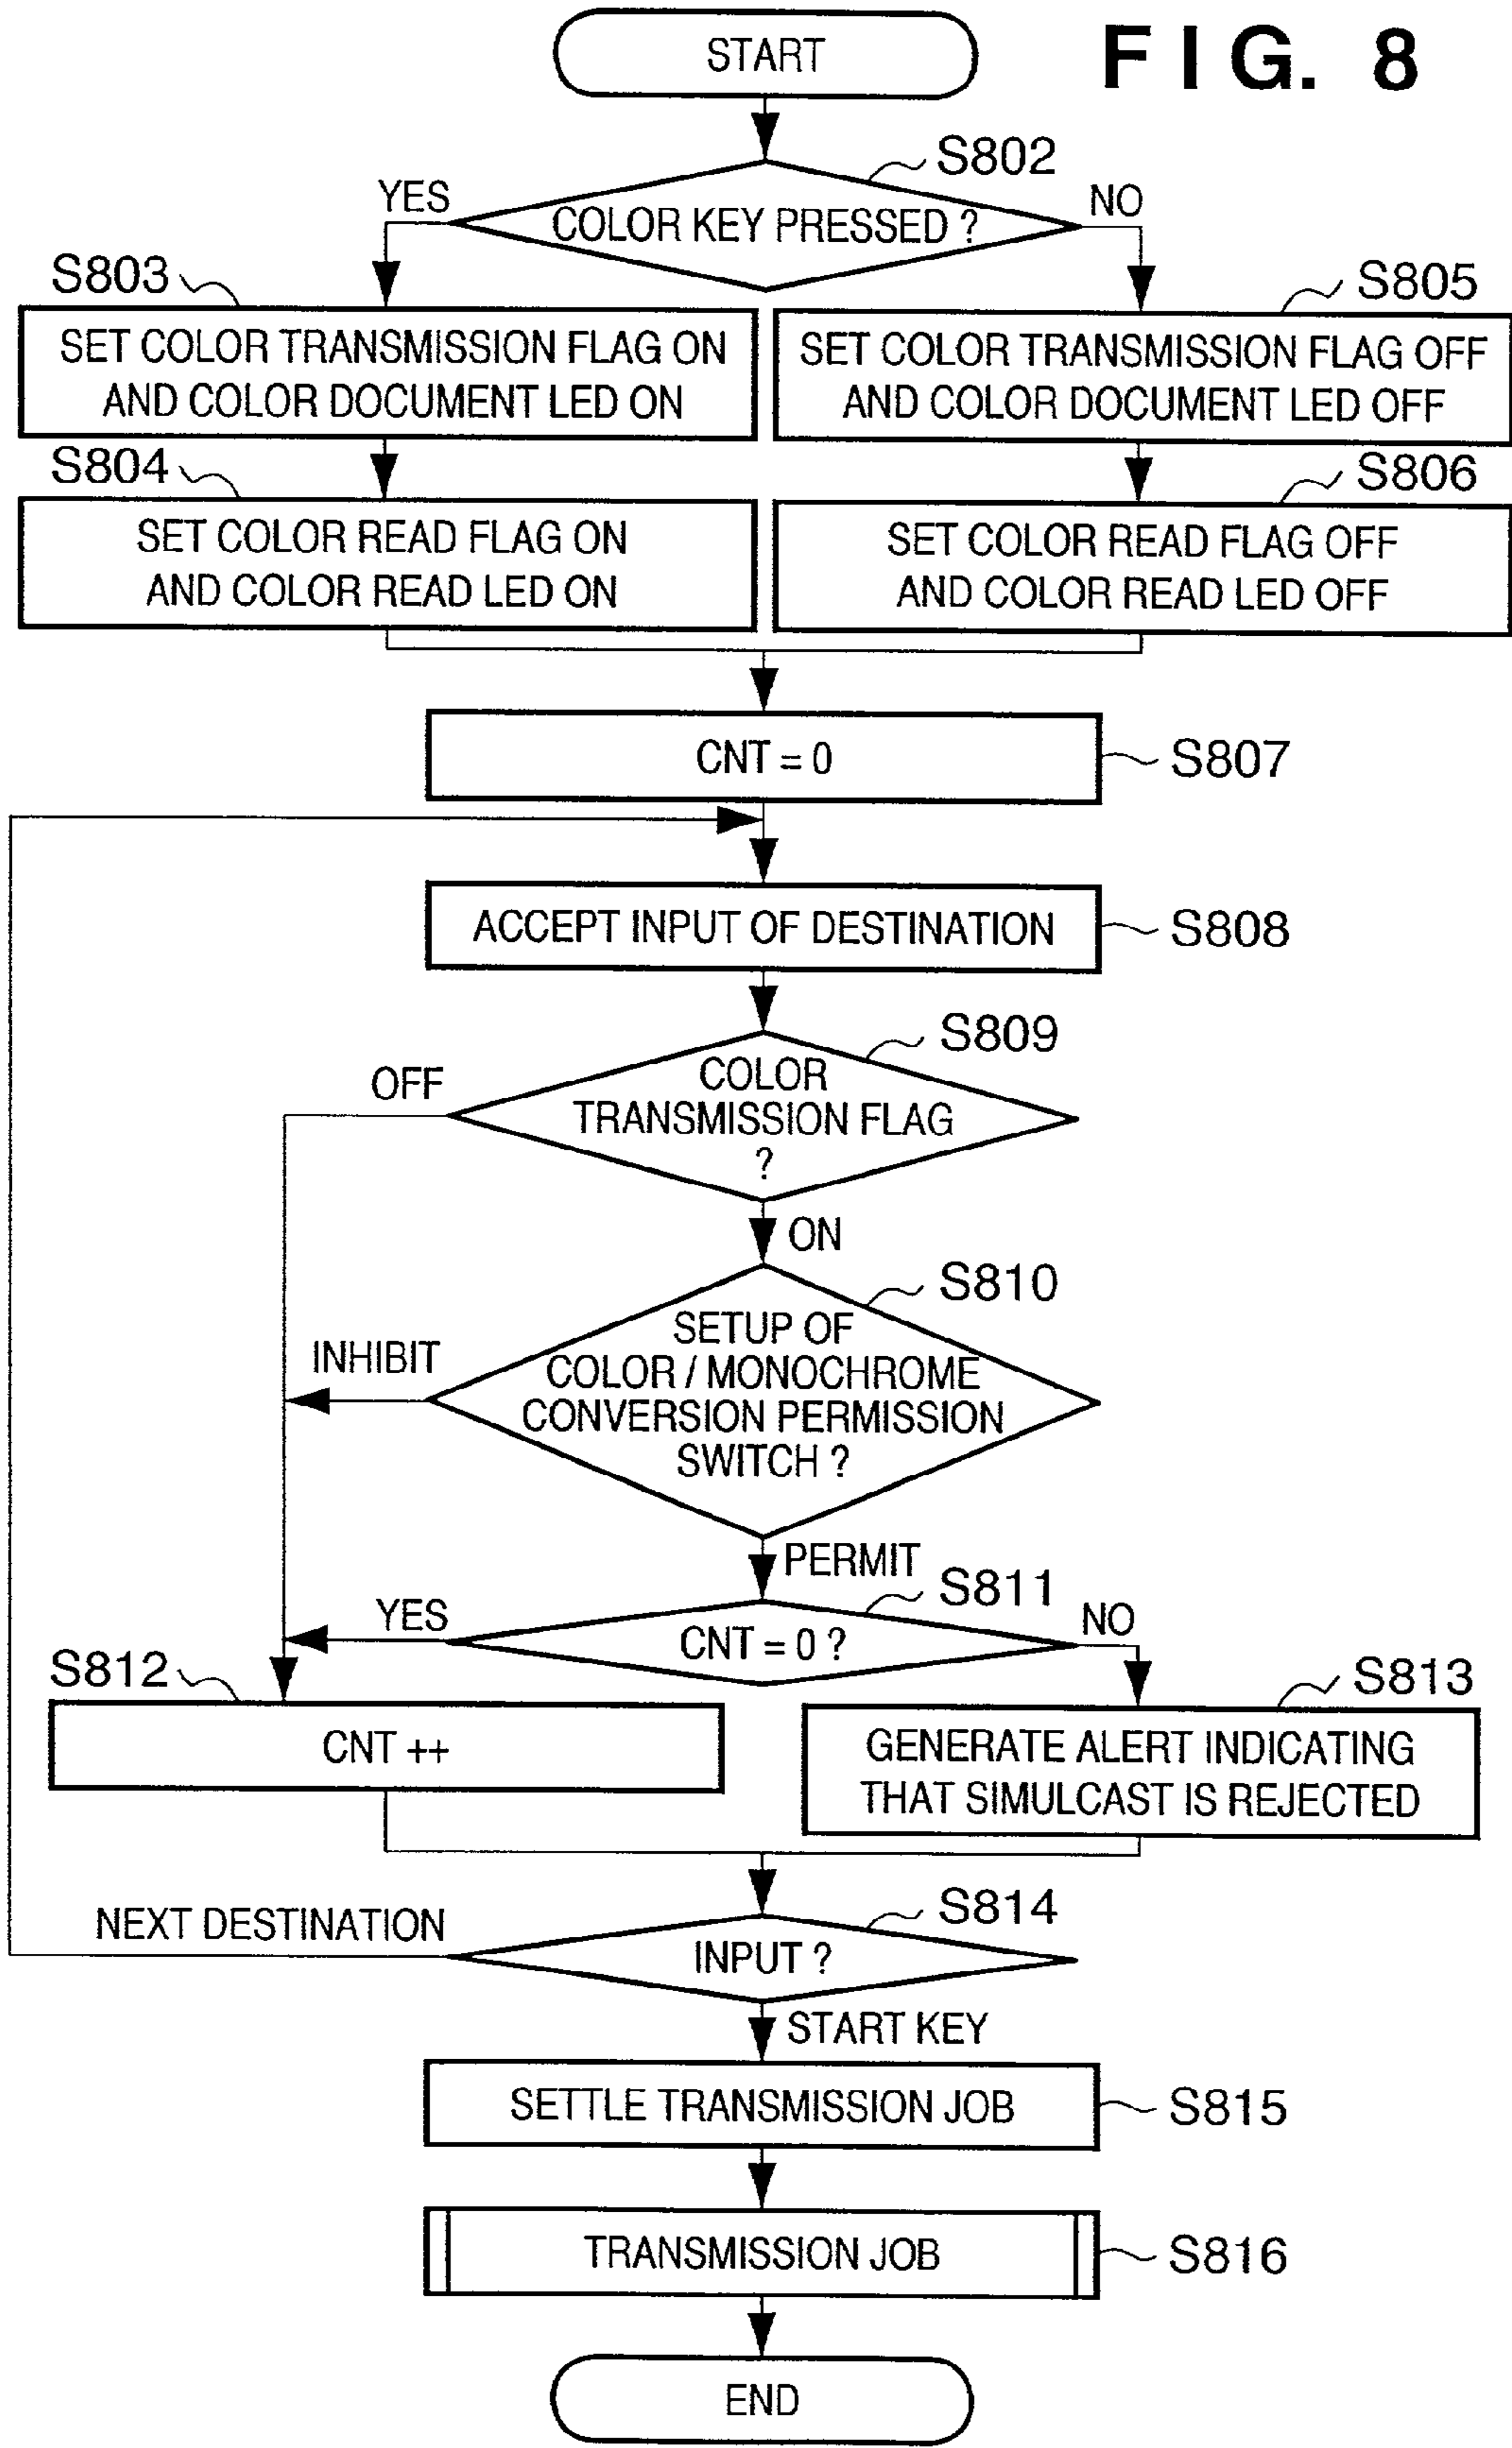 FIG. 8
START
S802
YES
COLOR KEY PRESSED ?
NO
S803
S805
SET COLOR TRANSMISSION FLAG ON
AND COLOR DOCUMENT LED ON
SET COLOR TRANSMISSION FLAG OFF
AND COLOR DOCUMENT LED OFF
S804
S806
SET COLOR READ FLAG ON
AND COLOR READ LED ON
SET COLOR READ FLAG OFF
AND COLOR READ LED OFF
CNT = 0
S807
ACCEPT INPUT OF DESTINATION
S808
S809
OFF
COLOR
TRANSMISSION FLAG
?
ON
S810
INHIBIT
SETUP OF
COLOR / MONOCHROME
CONVERSION PERMISSION
SWITCH ?
PERMIT
S811
YES
CNT = 0 ?
NO
S812
S813
CNT ++
GENERATE ALERT INDICATING
THAT SIMULCAST IS REJECTED
S814
NEXT DESTINATION
INPUT ?
START KEY
SETTLE TRANSMISSION JOB
S815
TRANSMISSION JOB
S816
END